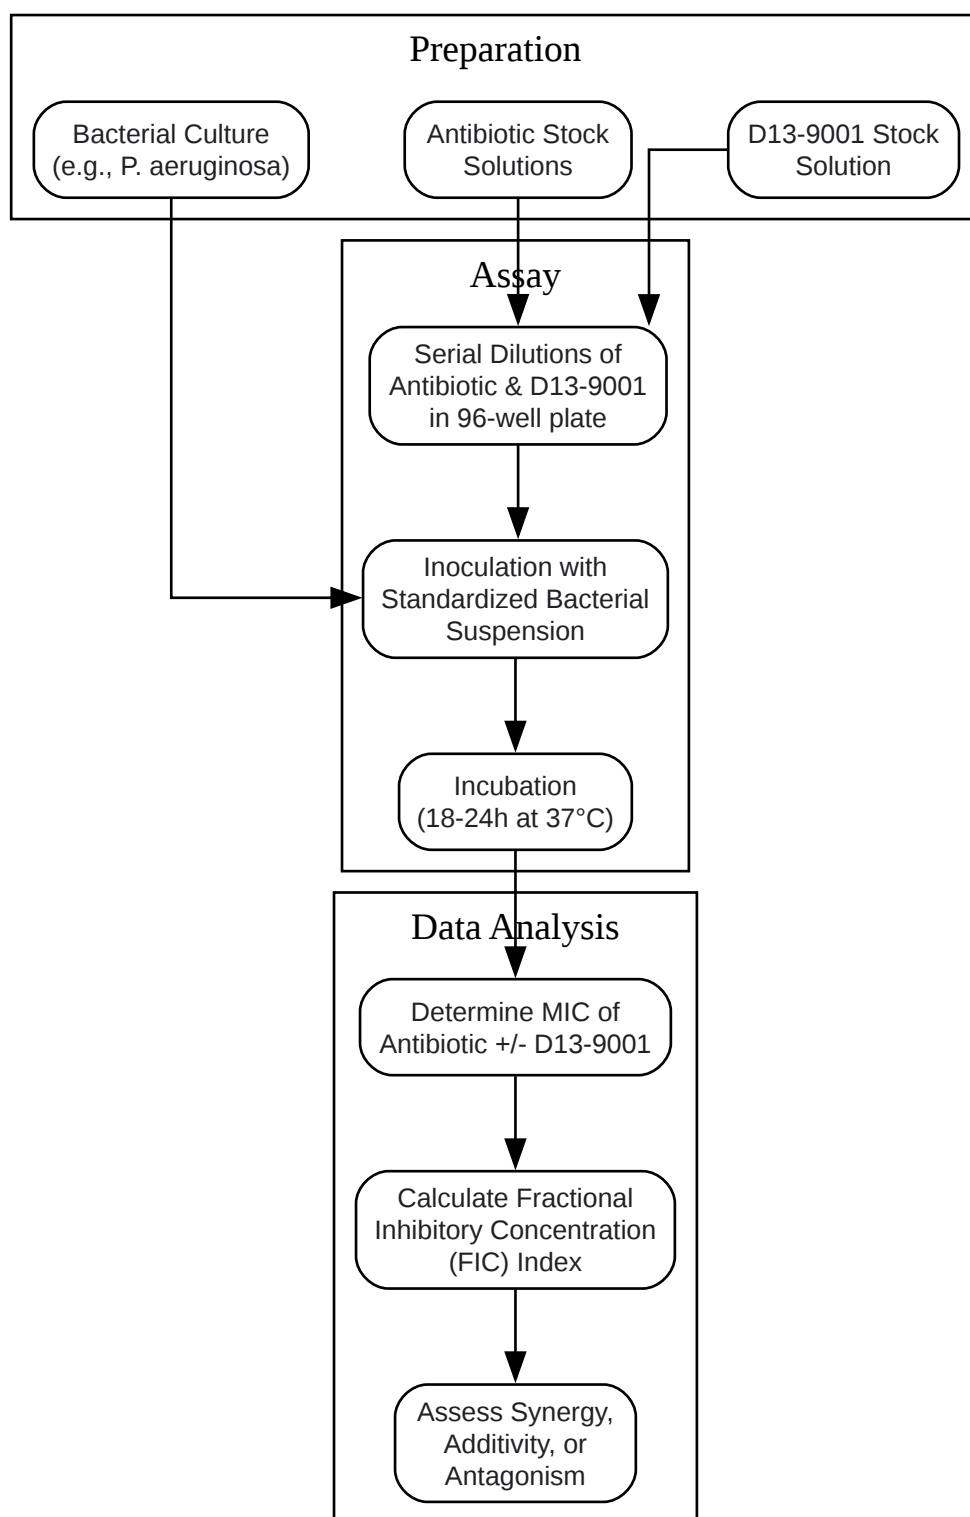 Preparation
Bacterial Culture
(e.g., P. aeruginosa)
Antibiotic Stock
Solutions
D13-9001 Stock
Solution
Assay
Serial Dilutions of
Antibiotic & D13-9001
in 96-well plate
Inoculation with
Standardized Bacterial
Suspension
Incubation
(18-24h at 37°C)
Data Analysis
Determine MIC of
Antibiotic +/- D13-9001
Calculate Fractional
Inhibitory Concentration
(FIC) Index
Assess Synergy,
Additivity, or
Antagonism